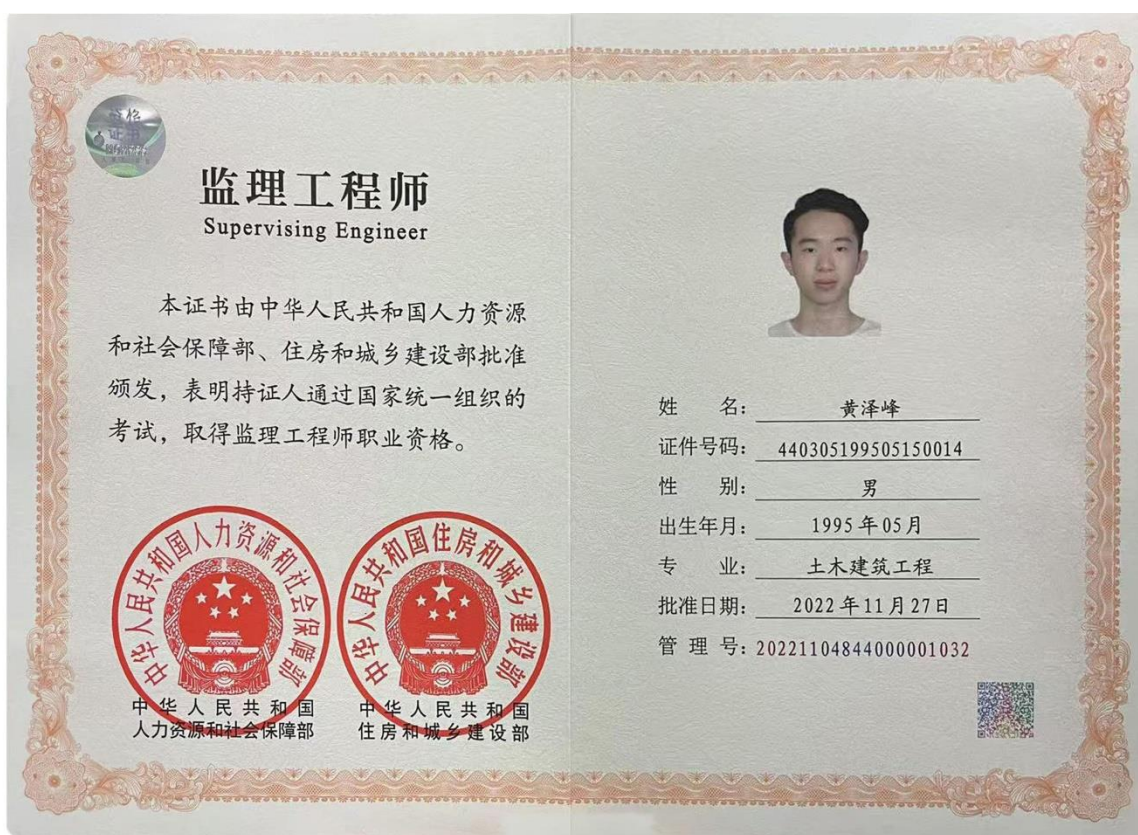 资格
证书
监理工程师
Supervising Engineer
本证书由中华人民共和国人力资源
和社会保障部、住房和城乡建设部批准
颁发，表明持证人通过国家统一组织的
考试，取得监理工程师职业资格。
中华人民共和国人力资源和社会保障部
中华人民共和国住房和城乡建设部
中华人民共和国
人力资源和社会保障部
中华人民共和国
住房和城乡建设部
姓 名：黄泽峰
证件号码：440305199505150014
性 别：男
出生年月：1995年05月
专 业：土木建筑工程
批准日期：2022年11月27日
管 理 号：20221104844000001032